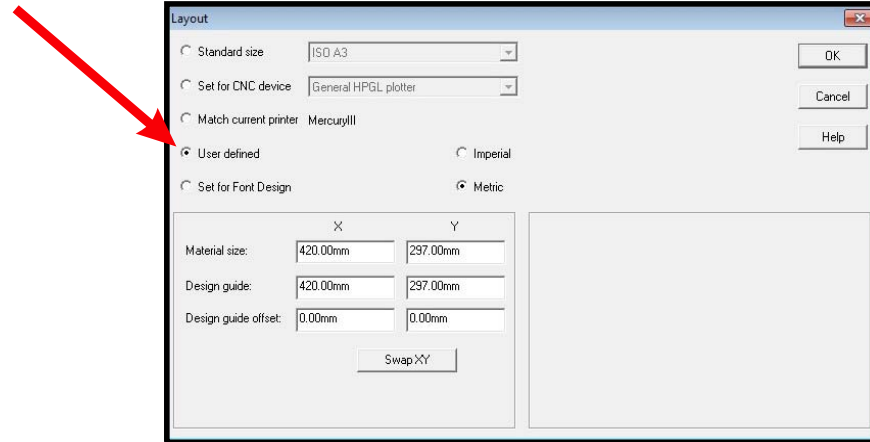 Layout
Standard size ISO A3 OK
Set for CNC device General HPGL plotter Cancel
Match current printer MercuryIII Help
User defined Imperial
Set for Font Design Metric
X Y
Material size: 420.00mm 297.00mm
Design guide: 420.00mm 297.00mm
Design guide offset: 0.00mm 0.00mm
Swap XY